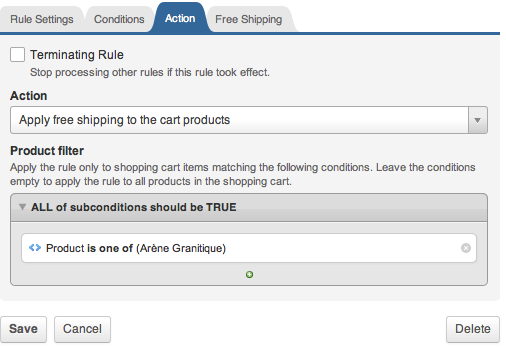 Rule Settings Conditions Action Free Shipping
Terminating Rule
Stop processing other rules if this rule took effect.
Action
Apply free shipping to the cart products
Product filter
Apply the rule only to shopping cart items matching the following conditions. Leave the conditions
empty to apply the rule to all products in the shopping cart.
ALL of subconditions should be TRUE
Product is one of (Arène Granitique)
Save Cancel Delete